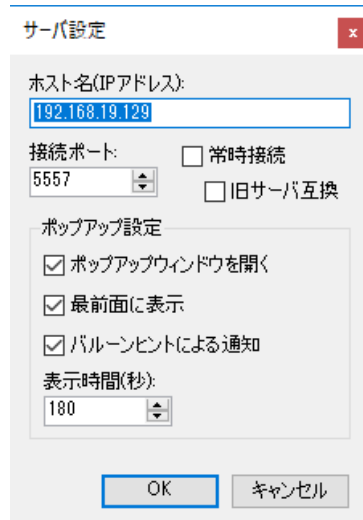 サーバ設定
ホスト名(IPアドレス):
192.168.19.129
接続ポート:
常時接続
5557
旧サーバ互換
ポップアップ設定
ポップアップウィンドウを開く
最前面に表示
バルーンヒントによる通知
表示時間(秒):
180
OK キャンセル